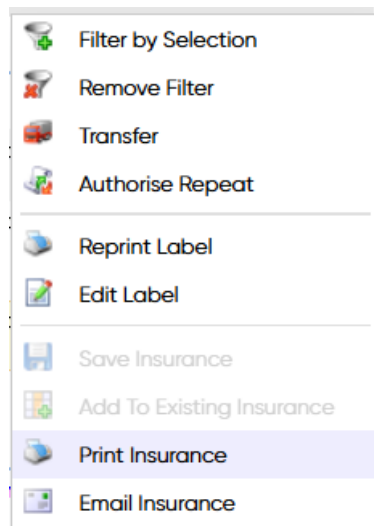 Filter by Selection
Remove Filter
Transfer
Authorise Repeat
Reprint Label
Edit Label
Save Insurance
Add To Existing Insurance
Print Insurance
Email Insurance